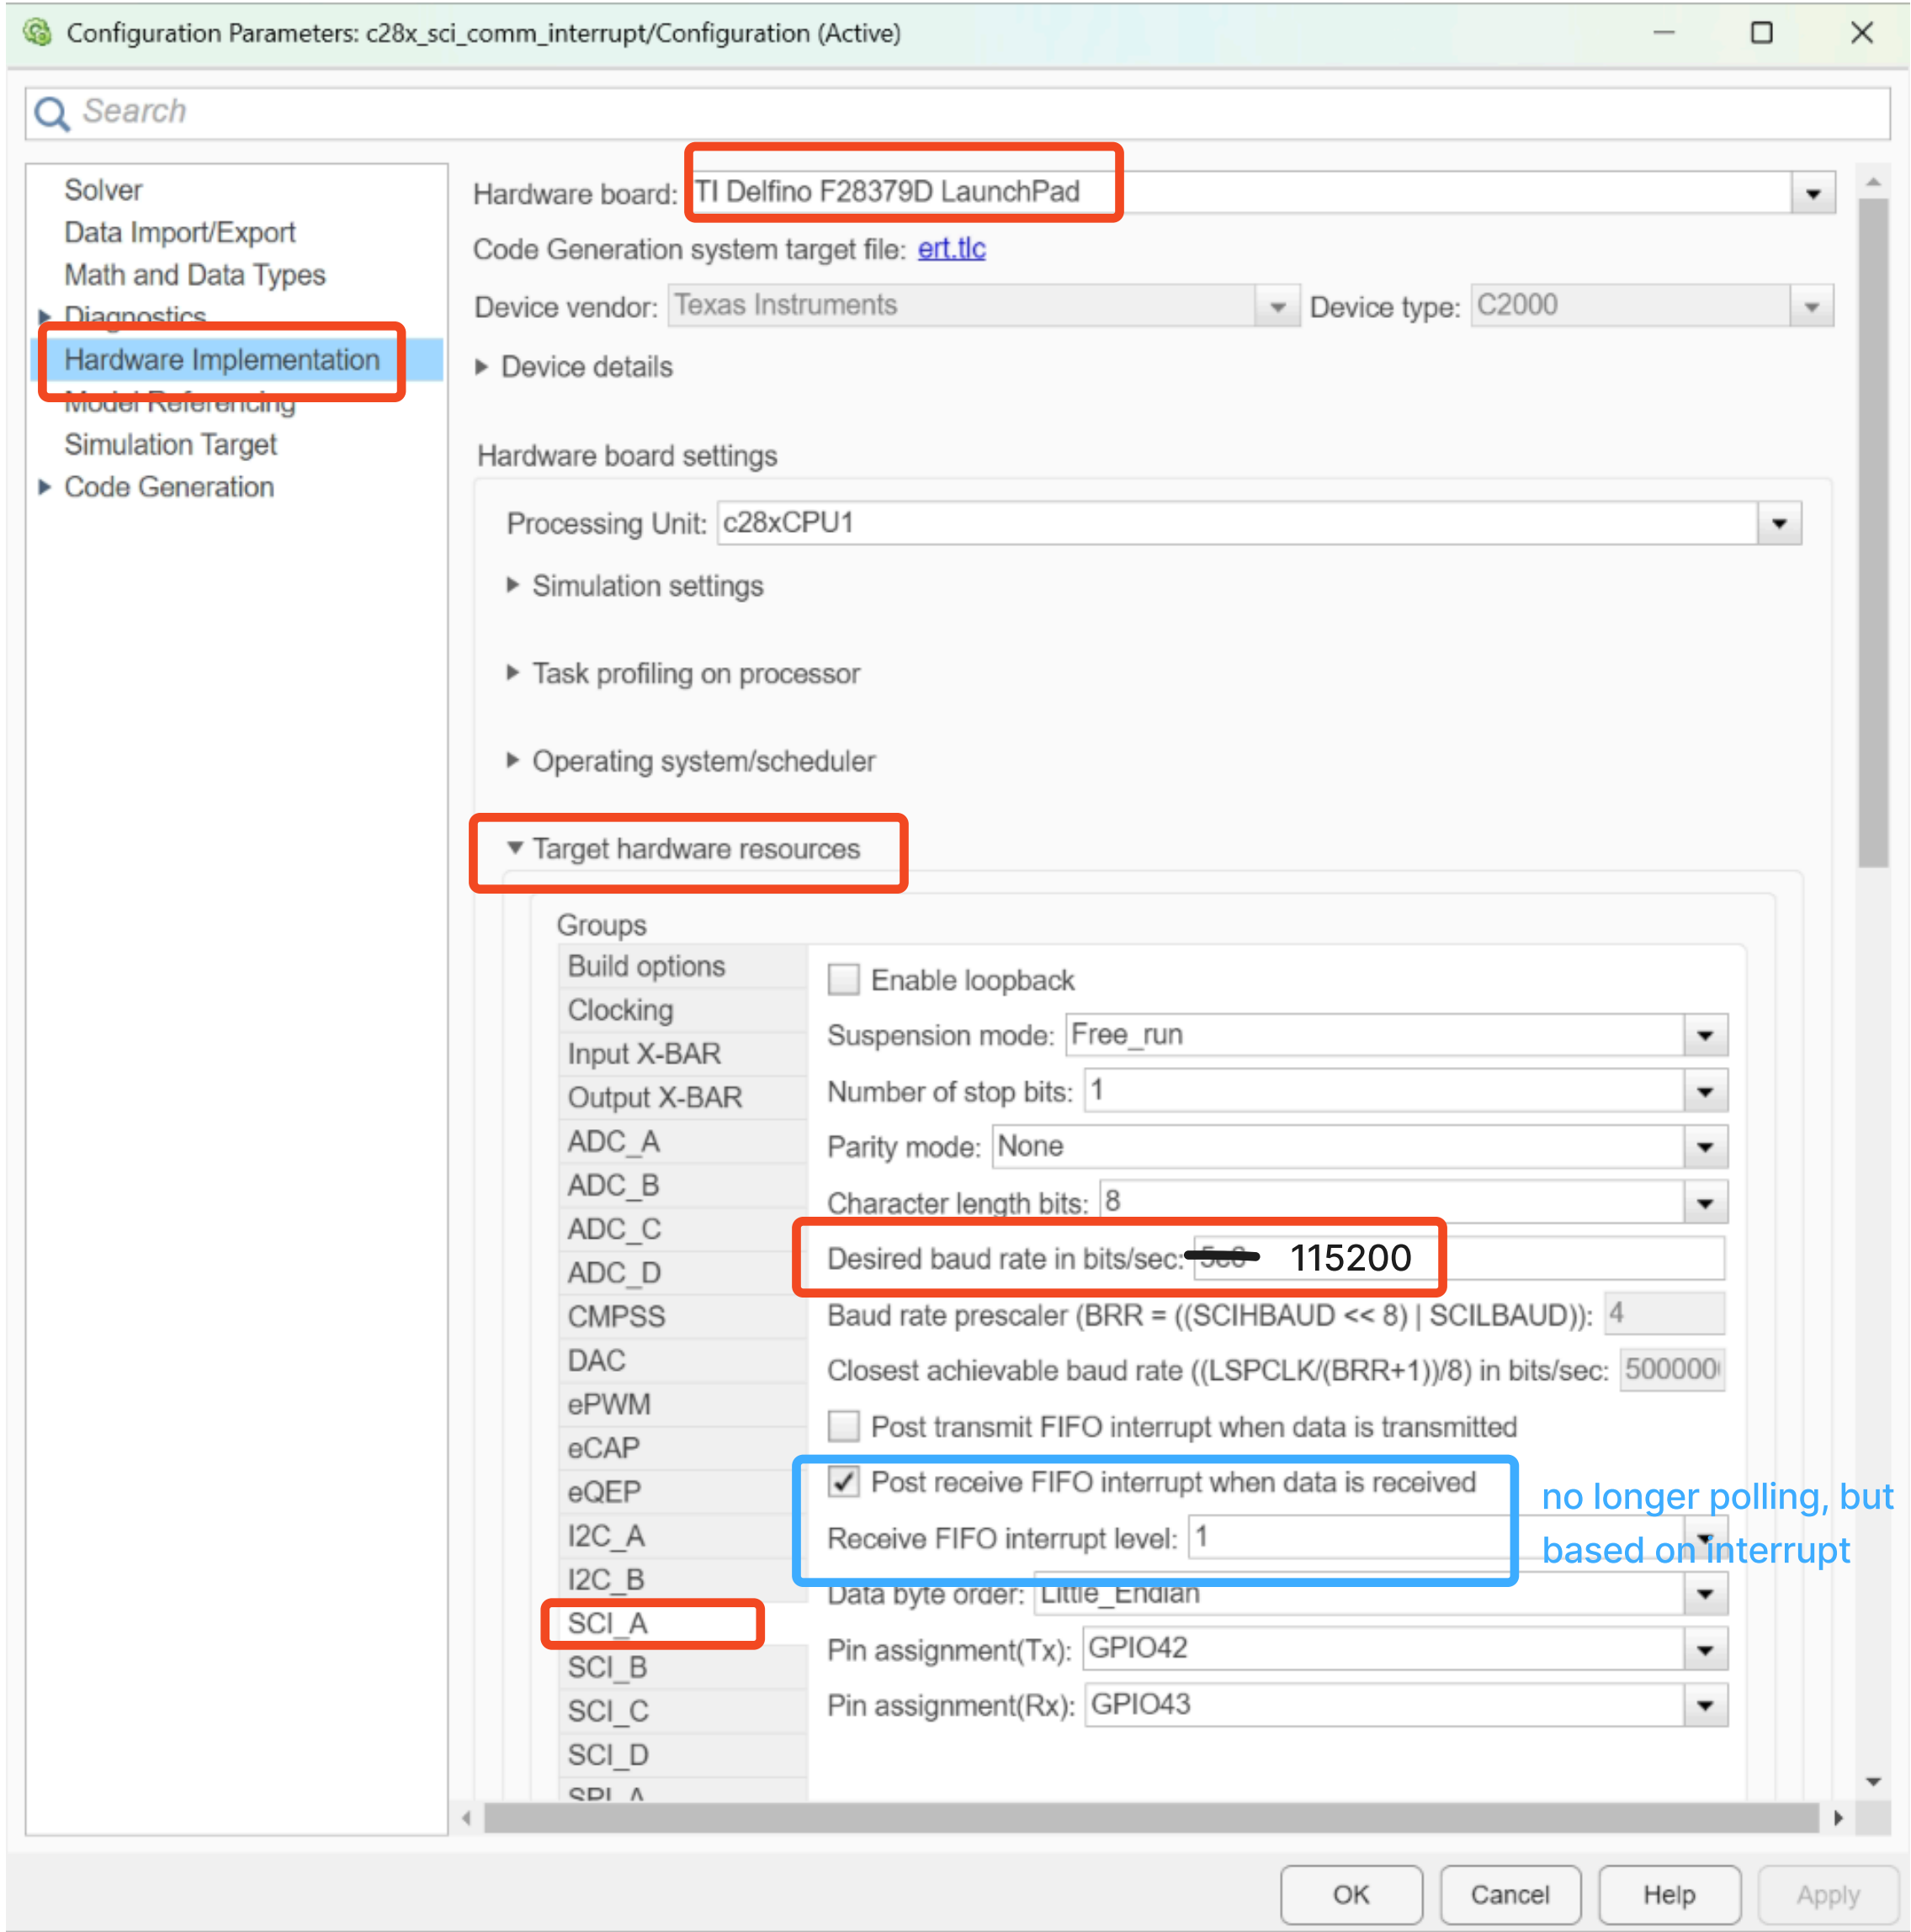 Configuration Parameters: c28x_sci_comm_interrupt/Configuration (Active)
Search
Solver
Data Import/Export
Math and Data Types
Diagnostics
Hardware Implementation
Model Referencing
Simulation Target
Code Generation
Hardware board: TI Delfino F28379D LaunchPad
Code Generation system target file: ert.tlc
Device vendor: Texas Instruments Device type: C2000
Device details
Hardware board settings
Processing Unit: c28xCPU1
Simulation settings
Task profiling on processor
Operating system/scheduler
Target hardware resources
Groups
Build options
Clocking
Input X-BAR
Output X-BAR
ADC_A
ADC_B
ADC_C
ADC_D
CMPSS
DAC
ePWM
eCAP
eQEP
I2C_A
I2C_B
SCI_A
SCI_B
SCI_C
SCI_D
SPI_A
Enable loopback
Suspension mode: Free_run
Number of stop bits: 1
Parity mode: None
Character length bits: 8
Desired baud rate in bits/sec: 115200
Baud rate prescaler (BRR = ((SCIHBAUD << 8) | SCILBAUD)): 4
Closest achievable baud rate ((LSPCLK/(BRR+1))/8) in bits/sec: 500000
Post transmit FIFO interrupt when data is transmitted
Post receive FIFO interrupt when data is received
Receive FIFO interrupt level: 1
no longer polling, but
based on interrupt
Data byte order: Little_Endian
Pin assignment(Tx): GPIO42
Pin assignment(Rx): GPIO43
OK Cancel Help Apply